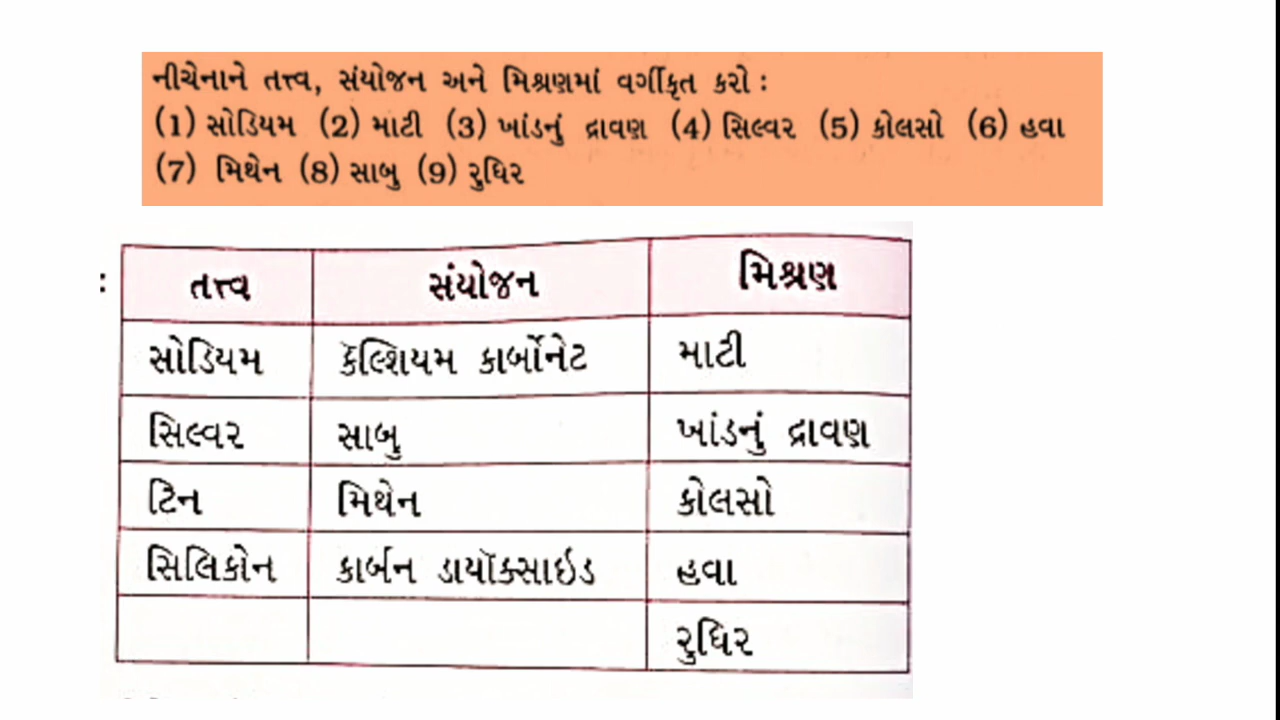 નીચેનાને તત્ત્વ, સંયોજન અને મિશ્રણમાં વર્ગીકૃત કરો :
(1) સોડિયમ (2) માટી (3) ખાંડનું દ્રાવણ (4) સિલ્વર (5) કોલસો (6) હવા
(7) મિથેન (8) સાબુ (9) રુધિર
: તત્ત્વ સંયોજન મિશ્રણ
સોડિયમ કૅલ્શિયમ કાર્બોનેટ માટી
સિલ્વર સાબુ ખાંડનું દ્રાવણ
ટિન મિથેન કોલસો
સિલિકોન કાર્બન ડાયૉક્સાઇડ હવા
રુધિર